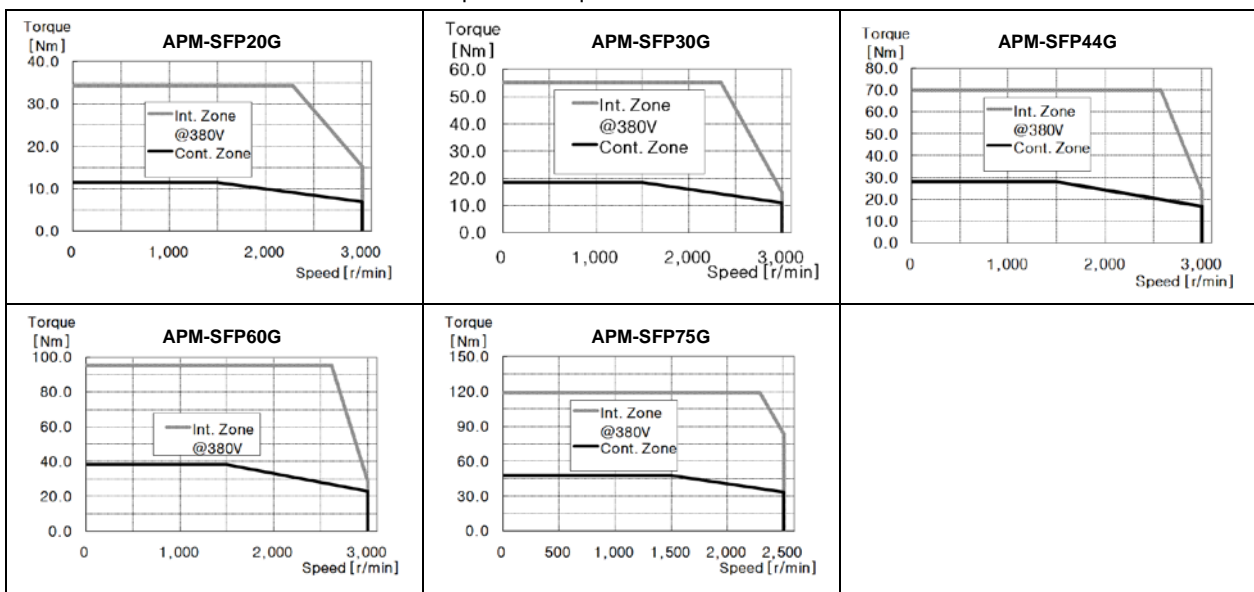 Torque
[Nm]
APM-SFP20G
40.0
30.0
20.0
10.0
0.0
Int. Zone
@380V
Cont. Zone
0 1,000 2,000 3,000
Speed [r/min]
Torque
[Nm]
APM-SFP30G
60.0
50.0
40.0
30.0
20.0
10.0
0.0
Int. Zone
@380V
Cont. Zone
0 1,000 2,000 3,000
Speed [r/min]
Torque
[Nm]
APM-SFP44G
80.0
70.0
60.0
50.0
40.0
30.0
20.0
10.0
0.0
Int. Zone
@380V
Cont. Zone
0 1,000 2,000 3,000
Speed [r/min]
Torque
[Nm]
APM-SFP60G
100.0
80.0
60.0
40.0
20.0
0.0
Int. Zone
@380V
0 1,000 2,000 3,000
Speed [r/min]
Torque
[Nm]
APM-SFP75G
150.0
120.0
90.0
60.0
30.0
0.0
Int. Zone
@380V
Cont. Zone
0 500 1,000 1,500 2,000 2,500
Speed [r/min]